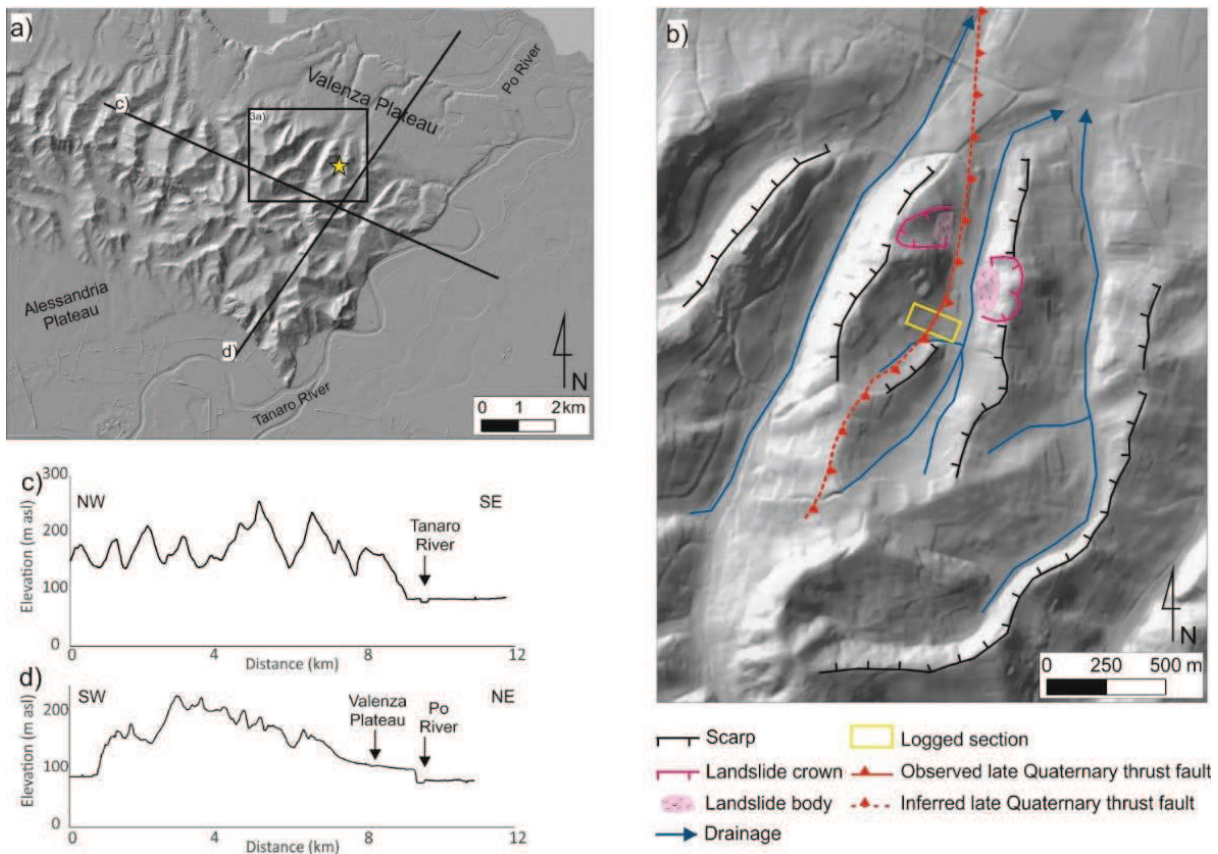 a)
c)
3a)
Valenza Plateau
Po River
Alessandria
Plateau
d)
Tanaro River
N
0 1 2km
b)
N
0 250 500 m
c)
300
200
100
0
Elevation (m asl)
NW
SE
Tanaro
River
0 4 8 12
Distance (km)
d)
200
100
0
Elevation (m asl)
SW
NE
Valenza
Plateau
Po
River
0 4 8 12
Distance (km)
Scarp
Logged section
Landslide crown
Observed late Quaternary thrust fault
Landslide body
Inferred late Quaternary thrust fault
Drainage